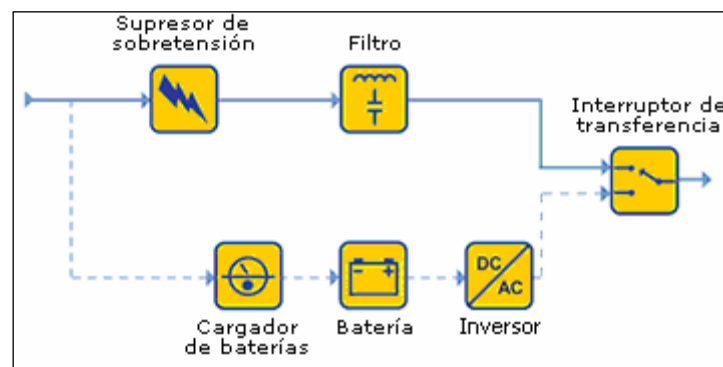 Supresor de
sobretensión
Filtro
Interruptor de
transferencia
DC
AC
Cargador
de baterías
Batería
Inversor